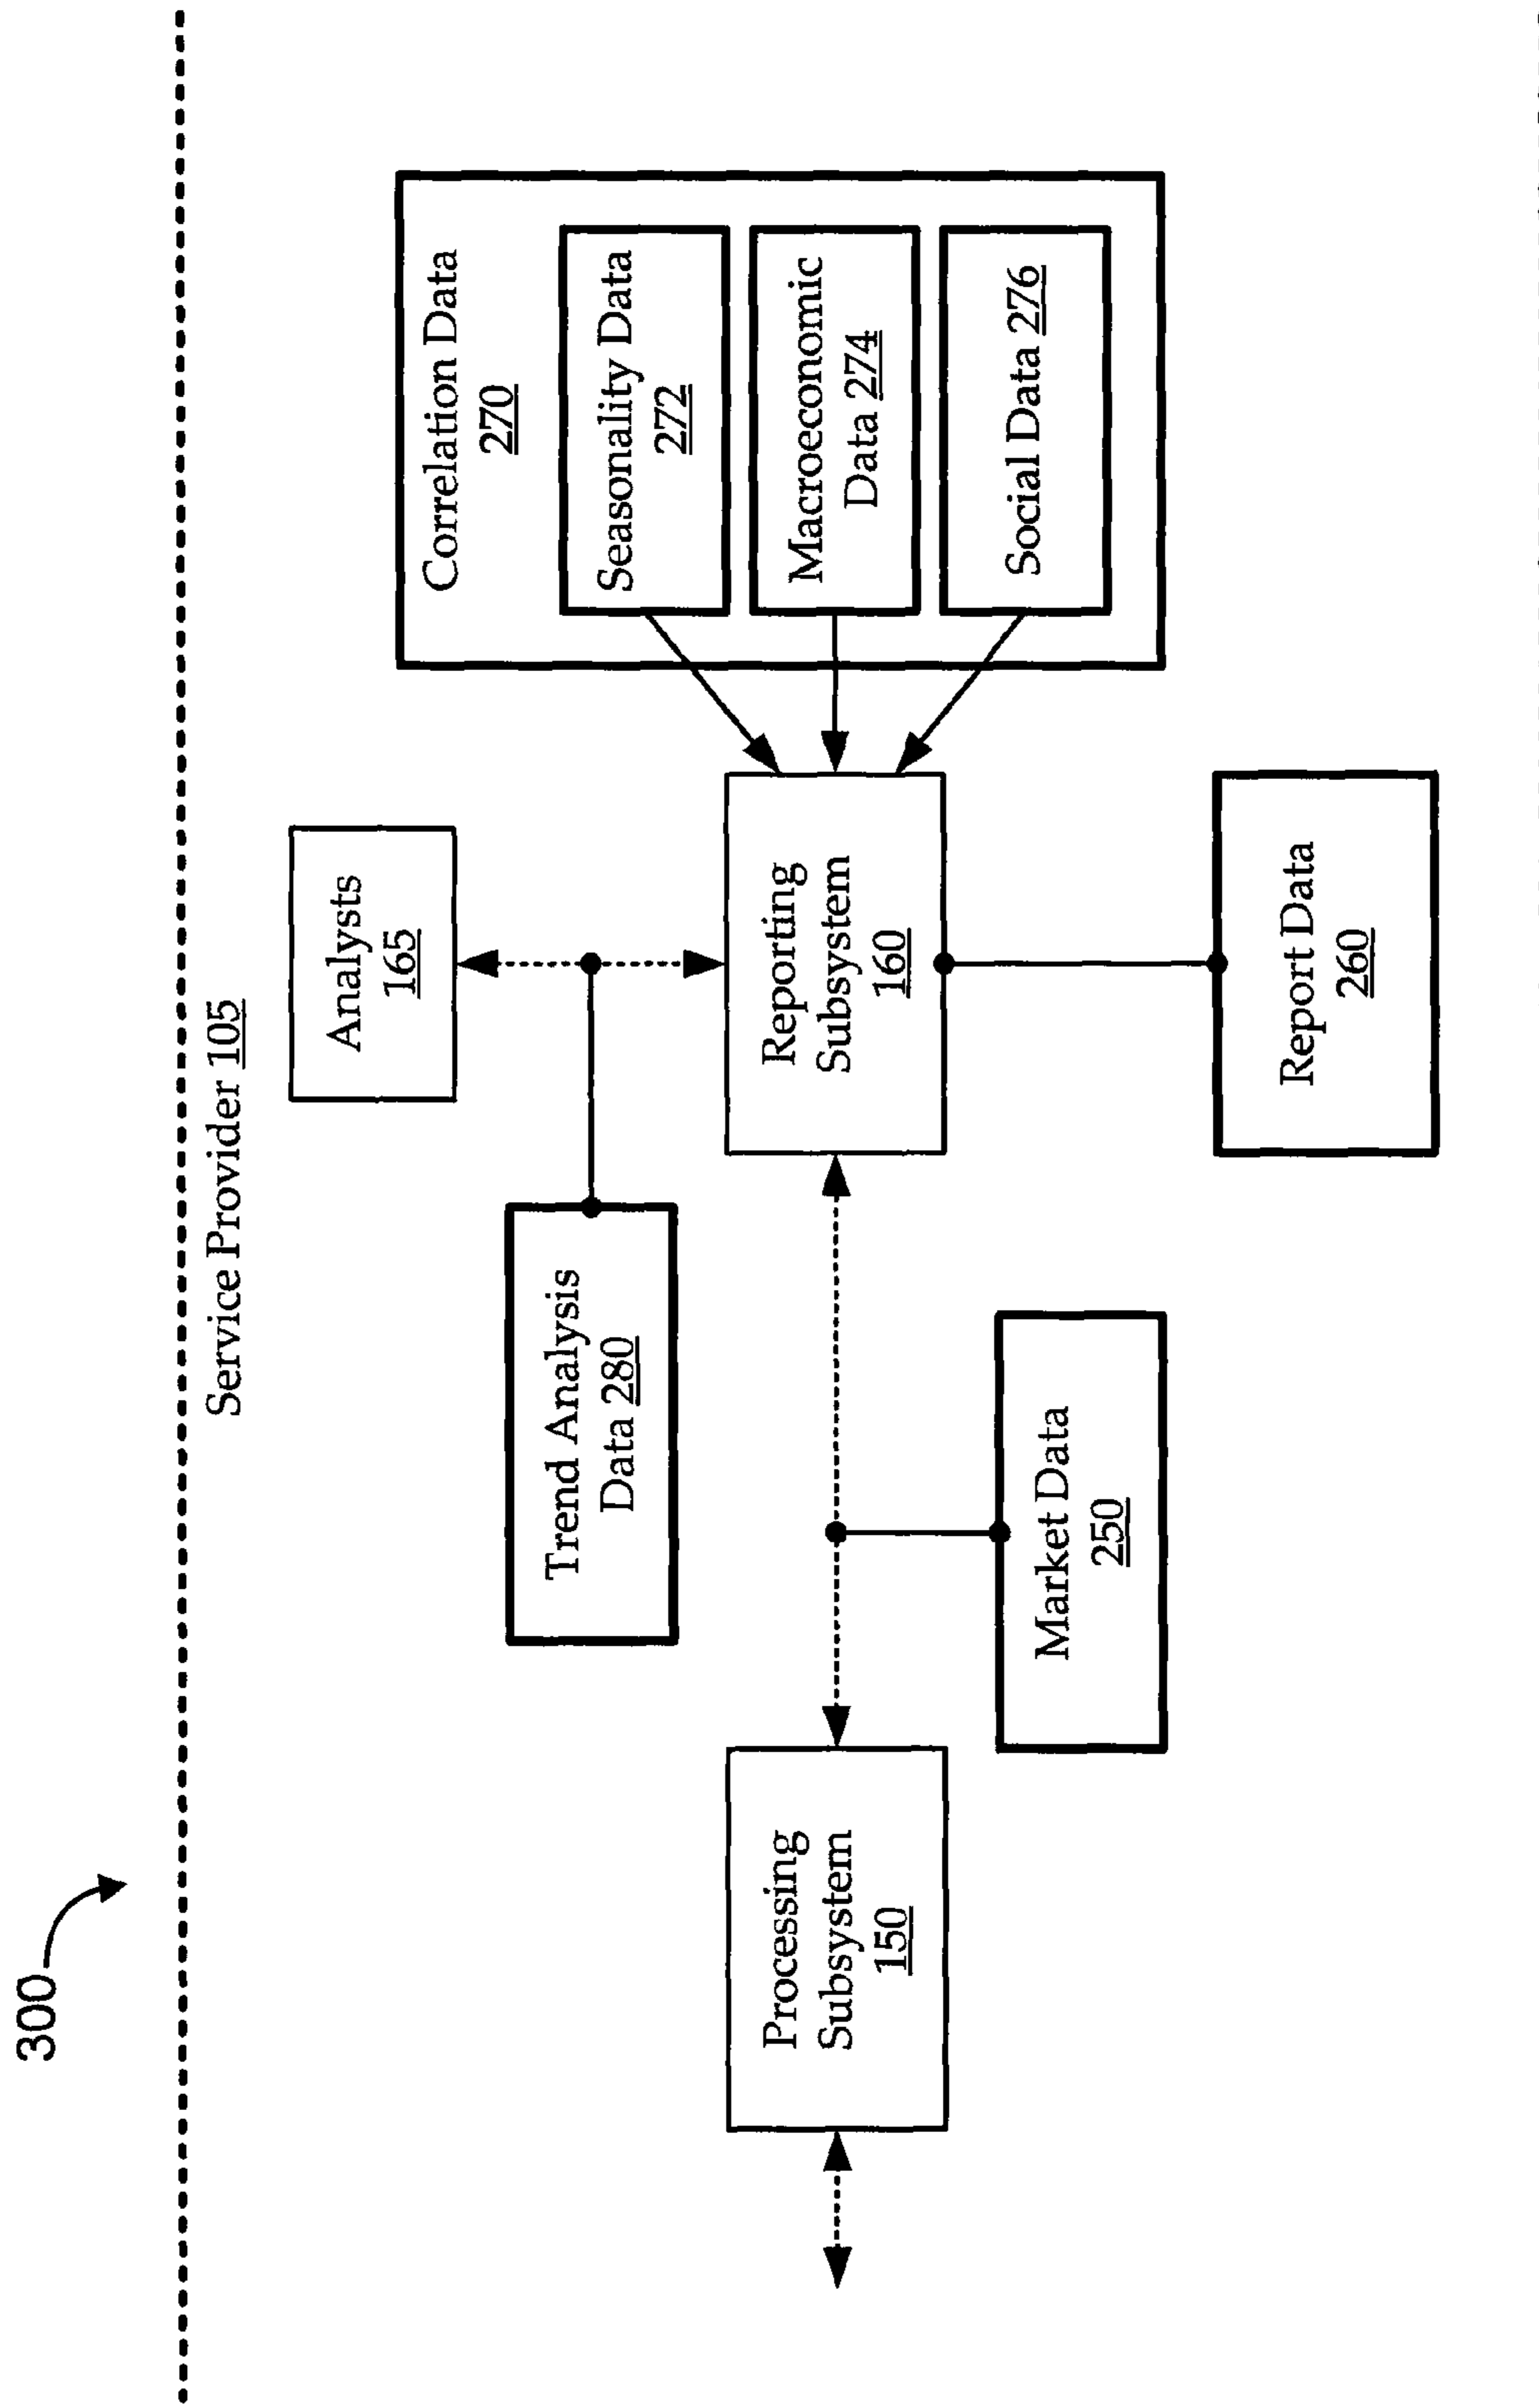 300
Service Provider 105
Analysts
165
Trend Analysis
Data 280
Correlation Data
270
Seasonality Data
272
Macroeconomic
Data 274
Social Data 276
Processing
Subsystem
150
Reporting
Subsystem
160
Market Data
250
Report Data
260